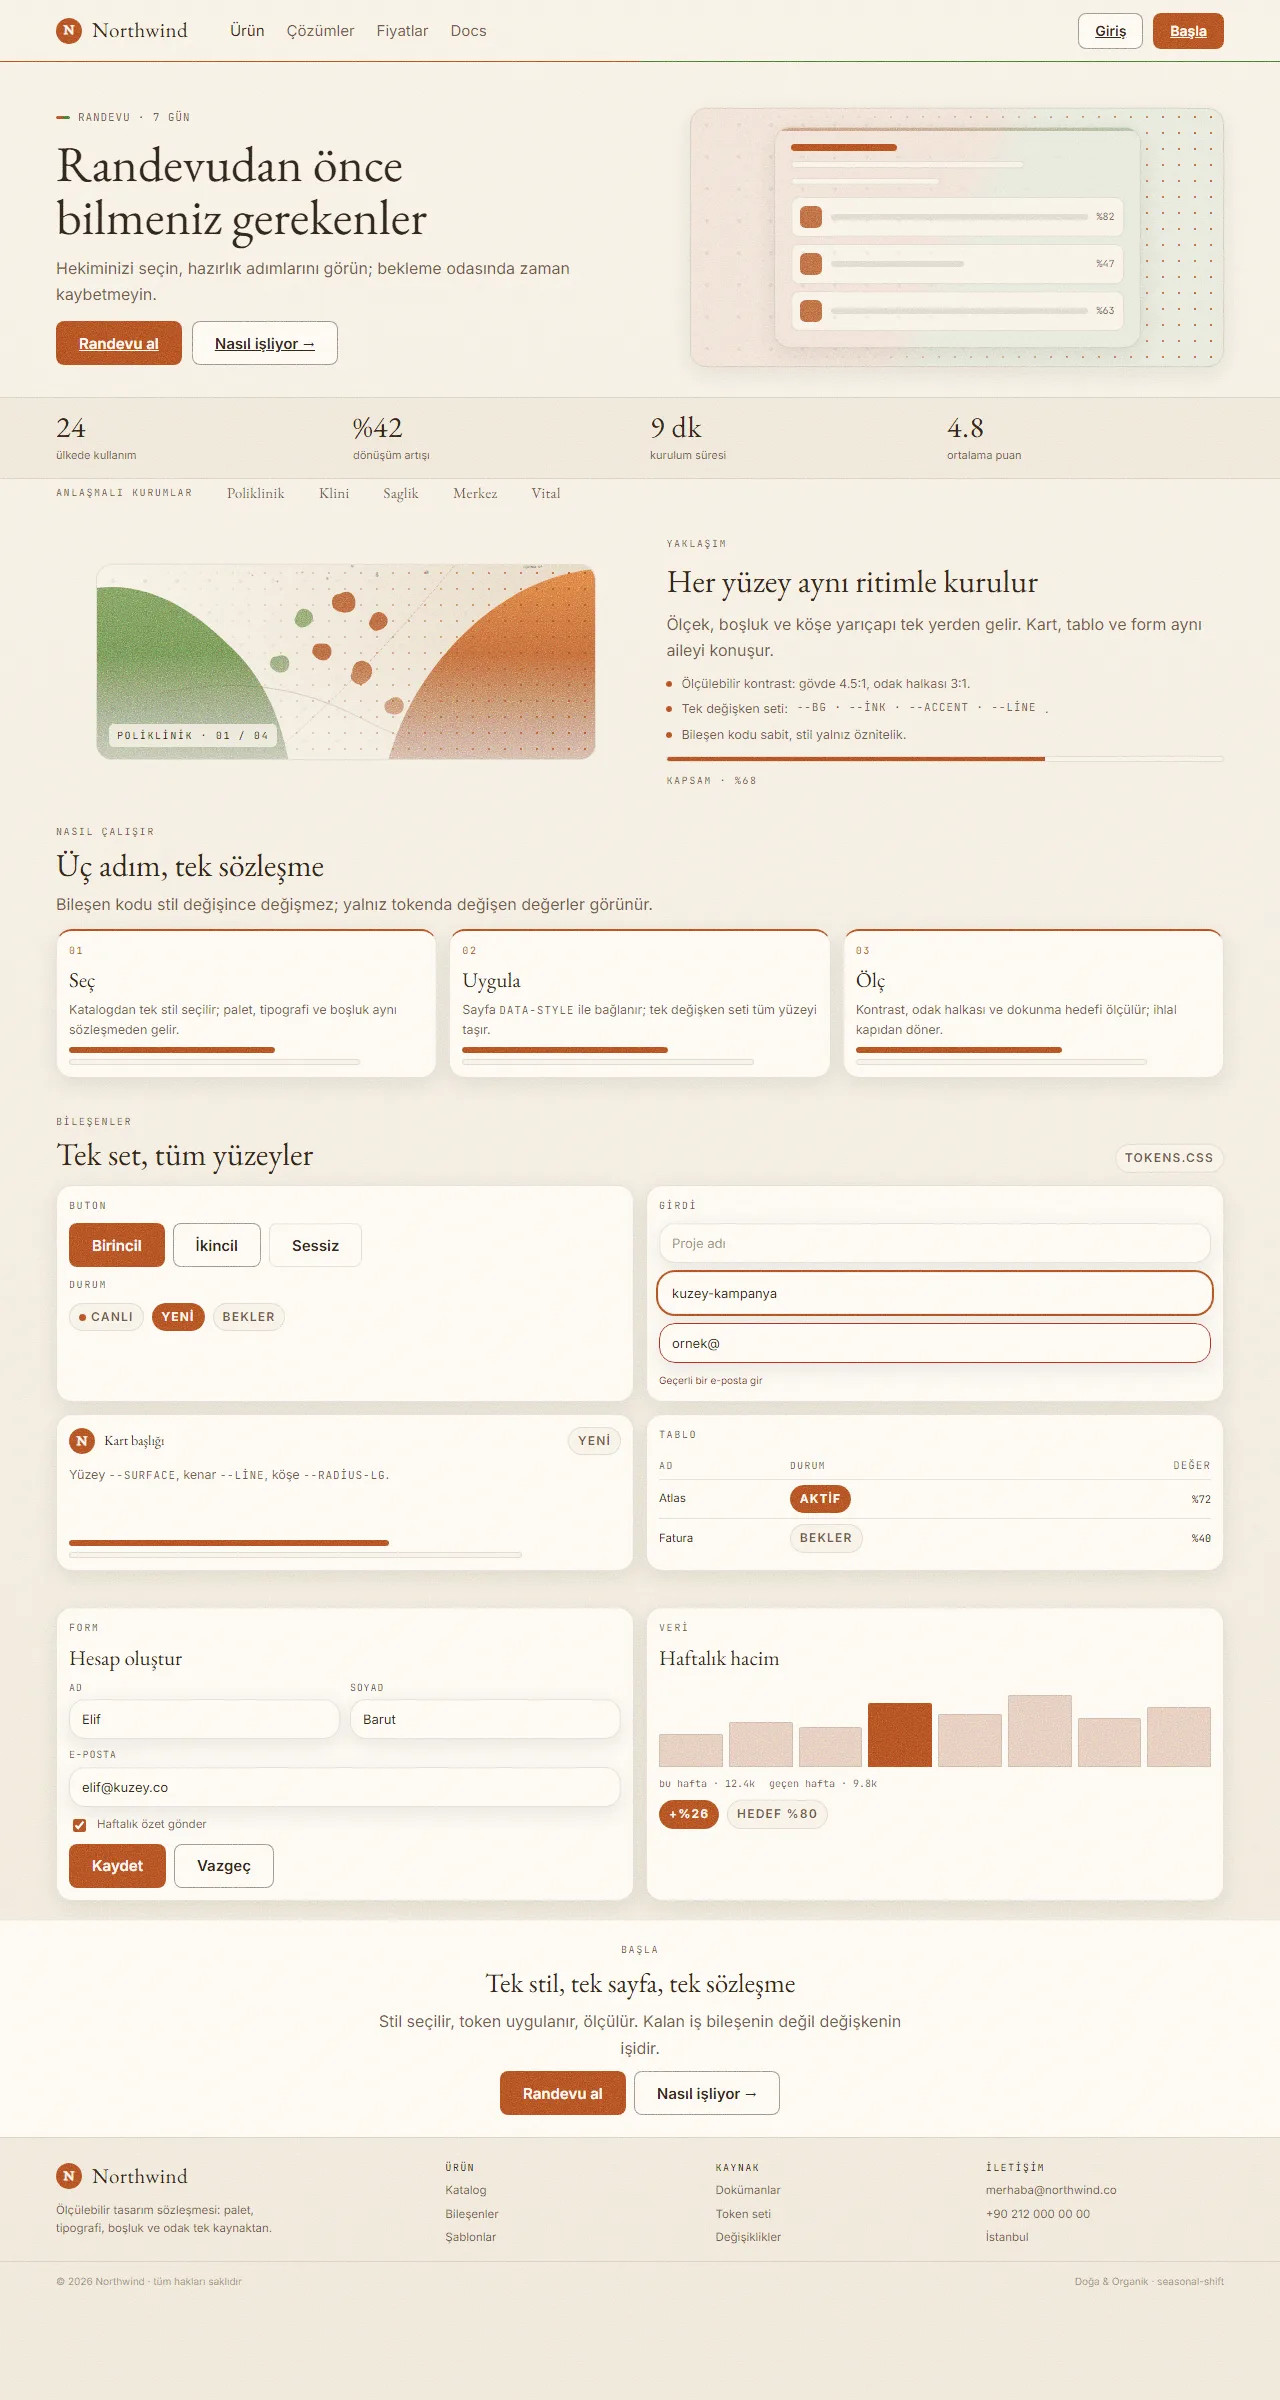 N Northwind Ürün Çözümler Fiyatlar Docs Giriş Başla
RANDEVU · 7 GÜN
Randevudan önce
bilmeniz gerekenler
Hekiminizi seçin, hazırlık adımlarını görün; bekleme odasında zaman
kaybetmeyin.
Randevu al Nasıl işliyor →
%82
%47
%63
24 %42 9 dk 4.8
ülkede kullanım dönüşüm artışı kurulum süresi ortalama puan
ANLAŞMALI KURUMLAR Poliklinik Klini Saglik Merkez Vital
POLİKLİNİK · 01 / 04
YAKLAŞIM
Her yüzey aynı ritimle kurulur
Ölçek, boşluk ve köşe yarıçapı tek yerden gelir. Kart, tablo ve form aynı
aileyi konuşur.
Ölçülebilir kontrast: gövde 4.5:1, odak halkası 3:1.
Tek değişken seti: --BG · --İNK · --ACCENT · --LİNE .
Bileşen kodu sabit, stil yalnız öznitelik.
KAPSAM · %68
NASIL ÇALIŞIR
Üç adım, tek sözleşme
Bileşen kodu stil değişince değişmez; yalnız tokenda değişen değerler görünür.
01
Seç
Katalogdan tek stil seçilir; palet, tipografi ve boşluk aynı
sözleşmeden gelir.
02
Uygula
Sayfa DATA-STYLE ile bağlanır; tek değişken seti tüm yüzeyi
taşır.
03
Ölç
Kontrast, odak halkası ve dokunma hedefi ölçülür; ihlal
kapıdan döner.
BİLEŞENLER
Tek set, tüm yüzeyler
TOKENS.CSS
BUTON
Birincil İkincil Sessiz
DURUM
CANLI YENİ BEKLER
GİRDİ
Proje adı
kuzey-kampanya
ornek@
Geçerli bir e-posta gir
N Kart başlığı YENİ
Yüzey --SURFACE, kenar --LİNE, köşe --RADİUS-LG.
TABLO
AD DURUM DEĞER
Atlas AKTİF %72
Fatura BEKLER %40
FORM
Hesap oluştur
AD SOYAD
Elif Barut
E-POSTA
elif@kuzey.co
Haftalık özet gönder
Kaydet Vazgeç
VERİ
Haftalık hacim
bu hafta · 12.4k geçen hafta · 9.8k
+%26 HEDEF %80
BAŞLA
Tek stil, tek sayfa, tek sözleşme
Stil seçilir, token uygulanır, ölçülür. Kalan iş bileşenin değil değişkenin
işidir.
Randevu al Nasıl işliyor →
N Northwind
Ölçülebilir tasarım sözleşmesi: palet,
tipografi, boşluk ve odak tek kaynaktan.
ÜRÜN
Katalog
Bileşenler
Şablonlar
KAYNAK
Dokümanlar
Token seti
Değişiklikler
İLETİŞİM
merhaba@northwind.co
+90 212 000 00 00
İstanbul
© 2026 Northwind · tüm hakları saklıdır
Doğa & Organik · seasonal-shift